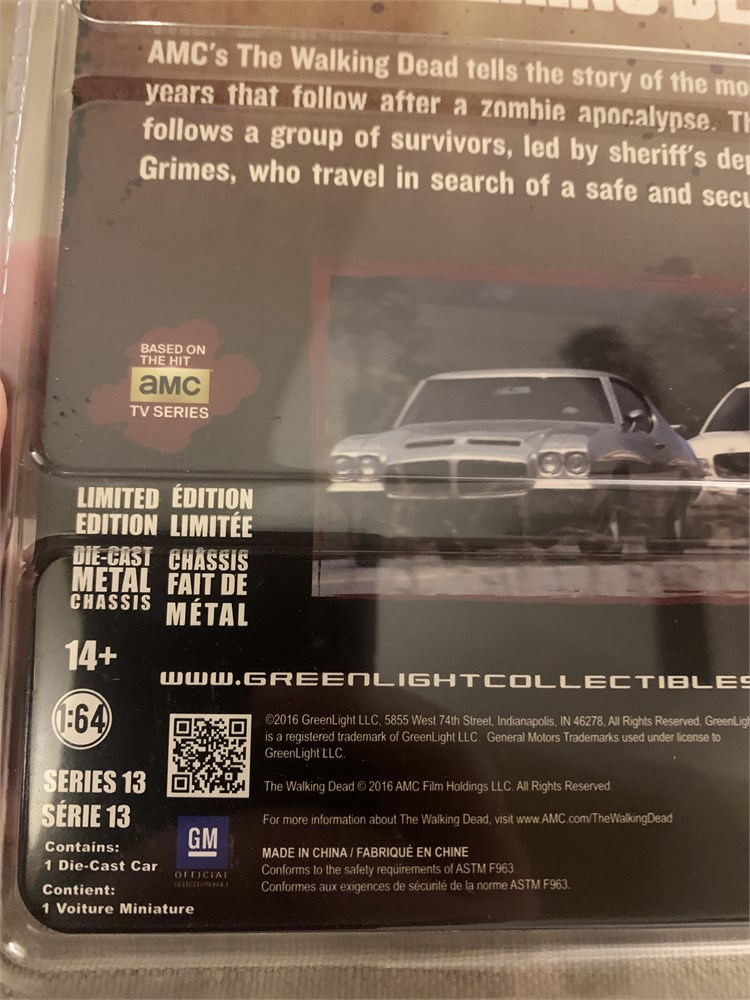 AMC's The Walking Dead tells the story of the mo
years that follow after a zombie apocalypse. Th
follows a group of survivors, led by sheriff's dep
Grimes, who travel in search of a safe and secu
BASED ON
THE HIT
amc
TV SERIES
LIMITED EDITION
ÉDITION LIMITÉE
DIE-CAST
METAL
CHASSIS
CHÂSSIS
FAIT DE
MÉTAL
14+
www.GREENLIGHTCOLLECTIBLES
1:64
©2016 GreenLight LLC, 5855 West 74th Street, Indianapolis, IN 46278, All Rights Reserved. GreenLigh
is a registered trademark of GreenLight LLC. General Motors Trademarks used under license to
GreenLight LLC.
SERIES 13
SÉRIE 13
The Walking Dead © 2016 AMC Film Holdings LLC. All Rights Reserved.
For more information about The Walking Dead, visit www.AMC.com/TheWalkingDead
Contains:
1 Die-Cast Car
Contient:
1 Voiture Miniature
GM
OFFICIAL
MADE IN CHINA / FABRIQUÉ EN CHINE
Conforms to the safety requirements of ASTM F963.
Conformes aux exigences de sécurité de la norme ASTM F963.